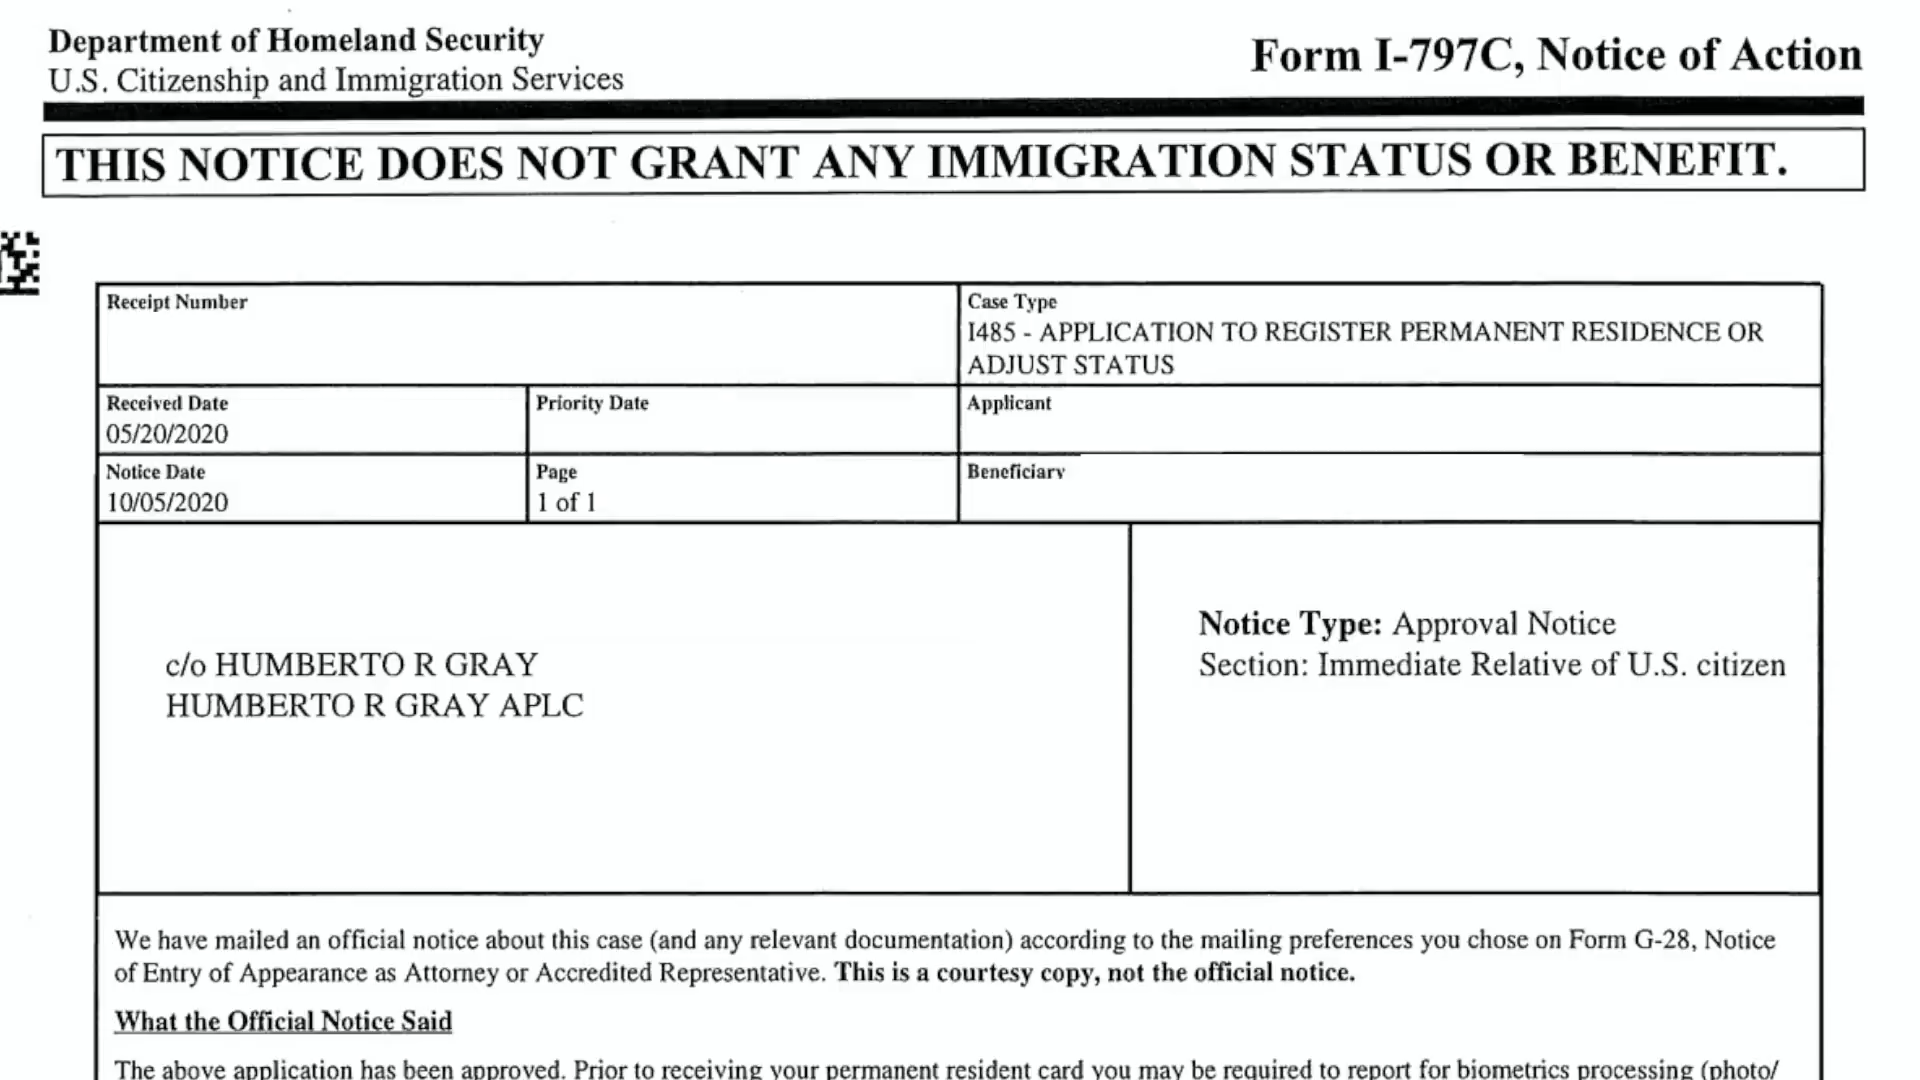 Department of Homeland Security
U.S. Citizenship and Immigration Services
Form I-797C, Notice of Action
THIS NOTICE DOES NOT GRANT ANY IMMIGRATION STATUS OR BENEFIT.
Receipt Number
Case Type
I485 - APPLICATION TO REGISTER PERMANENT RESIDENCE OR
ADJUST STATUS
Received Date
05/20/2020
Priority Date
Applicant
Notice Date
10/05/2020
Page
1 of 1
Beneficiary
c/o HUMBERTO R GRAY
HUMBERTO R GRAY APLC
Notice Type: Approval Notice
Section: Immediate Relative of U.S. citizen
We have mailed an official notice about this case (and any relevant documentation) according to the mailing preferences you chose on Form G-28, Notice
of Entry of Appearance as Attorney or Accredited Representative. This is a courtesy copy, not the official notice.
What the Official Notice Said
The above application has been approved. Prior to receiving your permanent resident card you may be required to report for biometrics processing (photo/